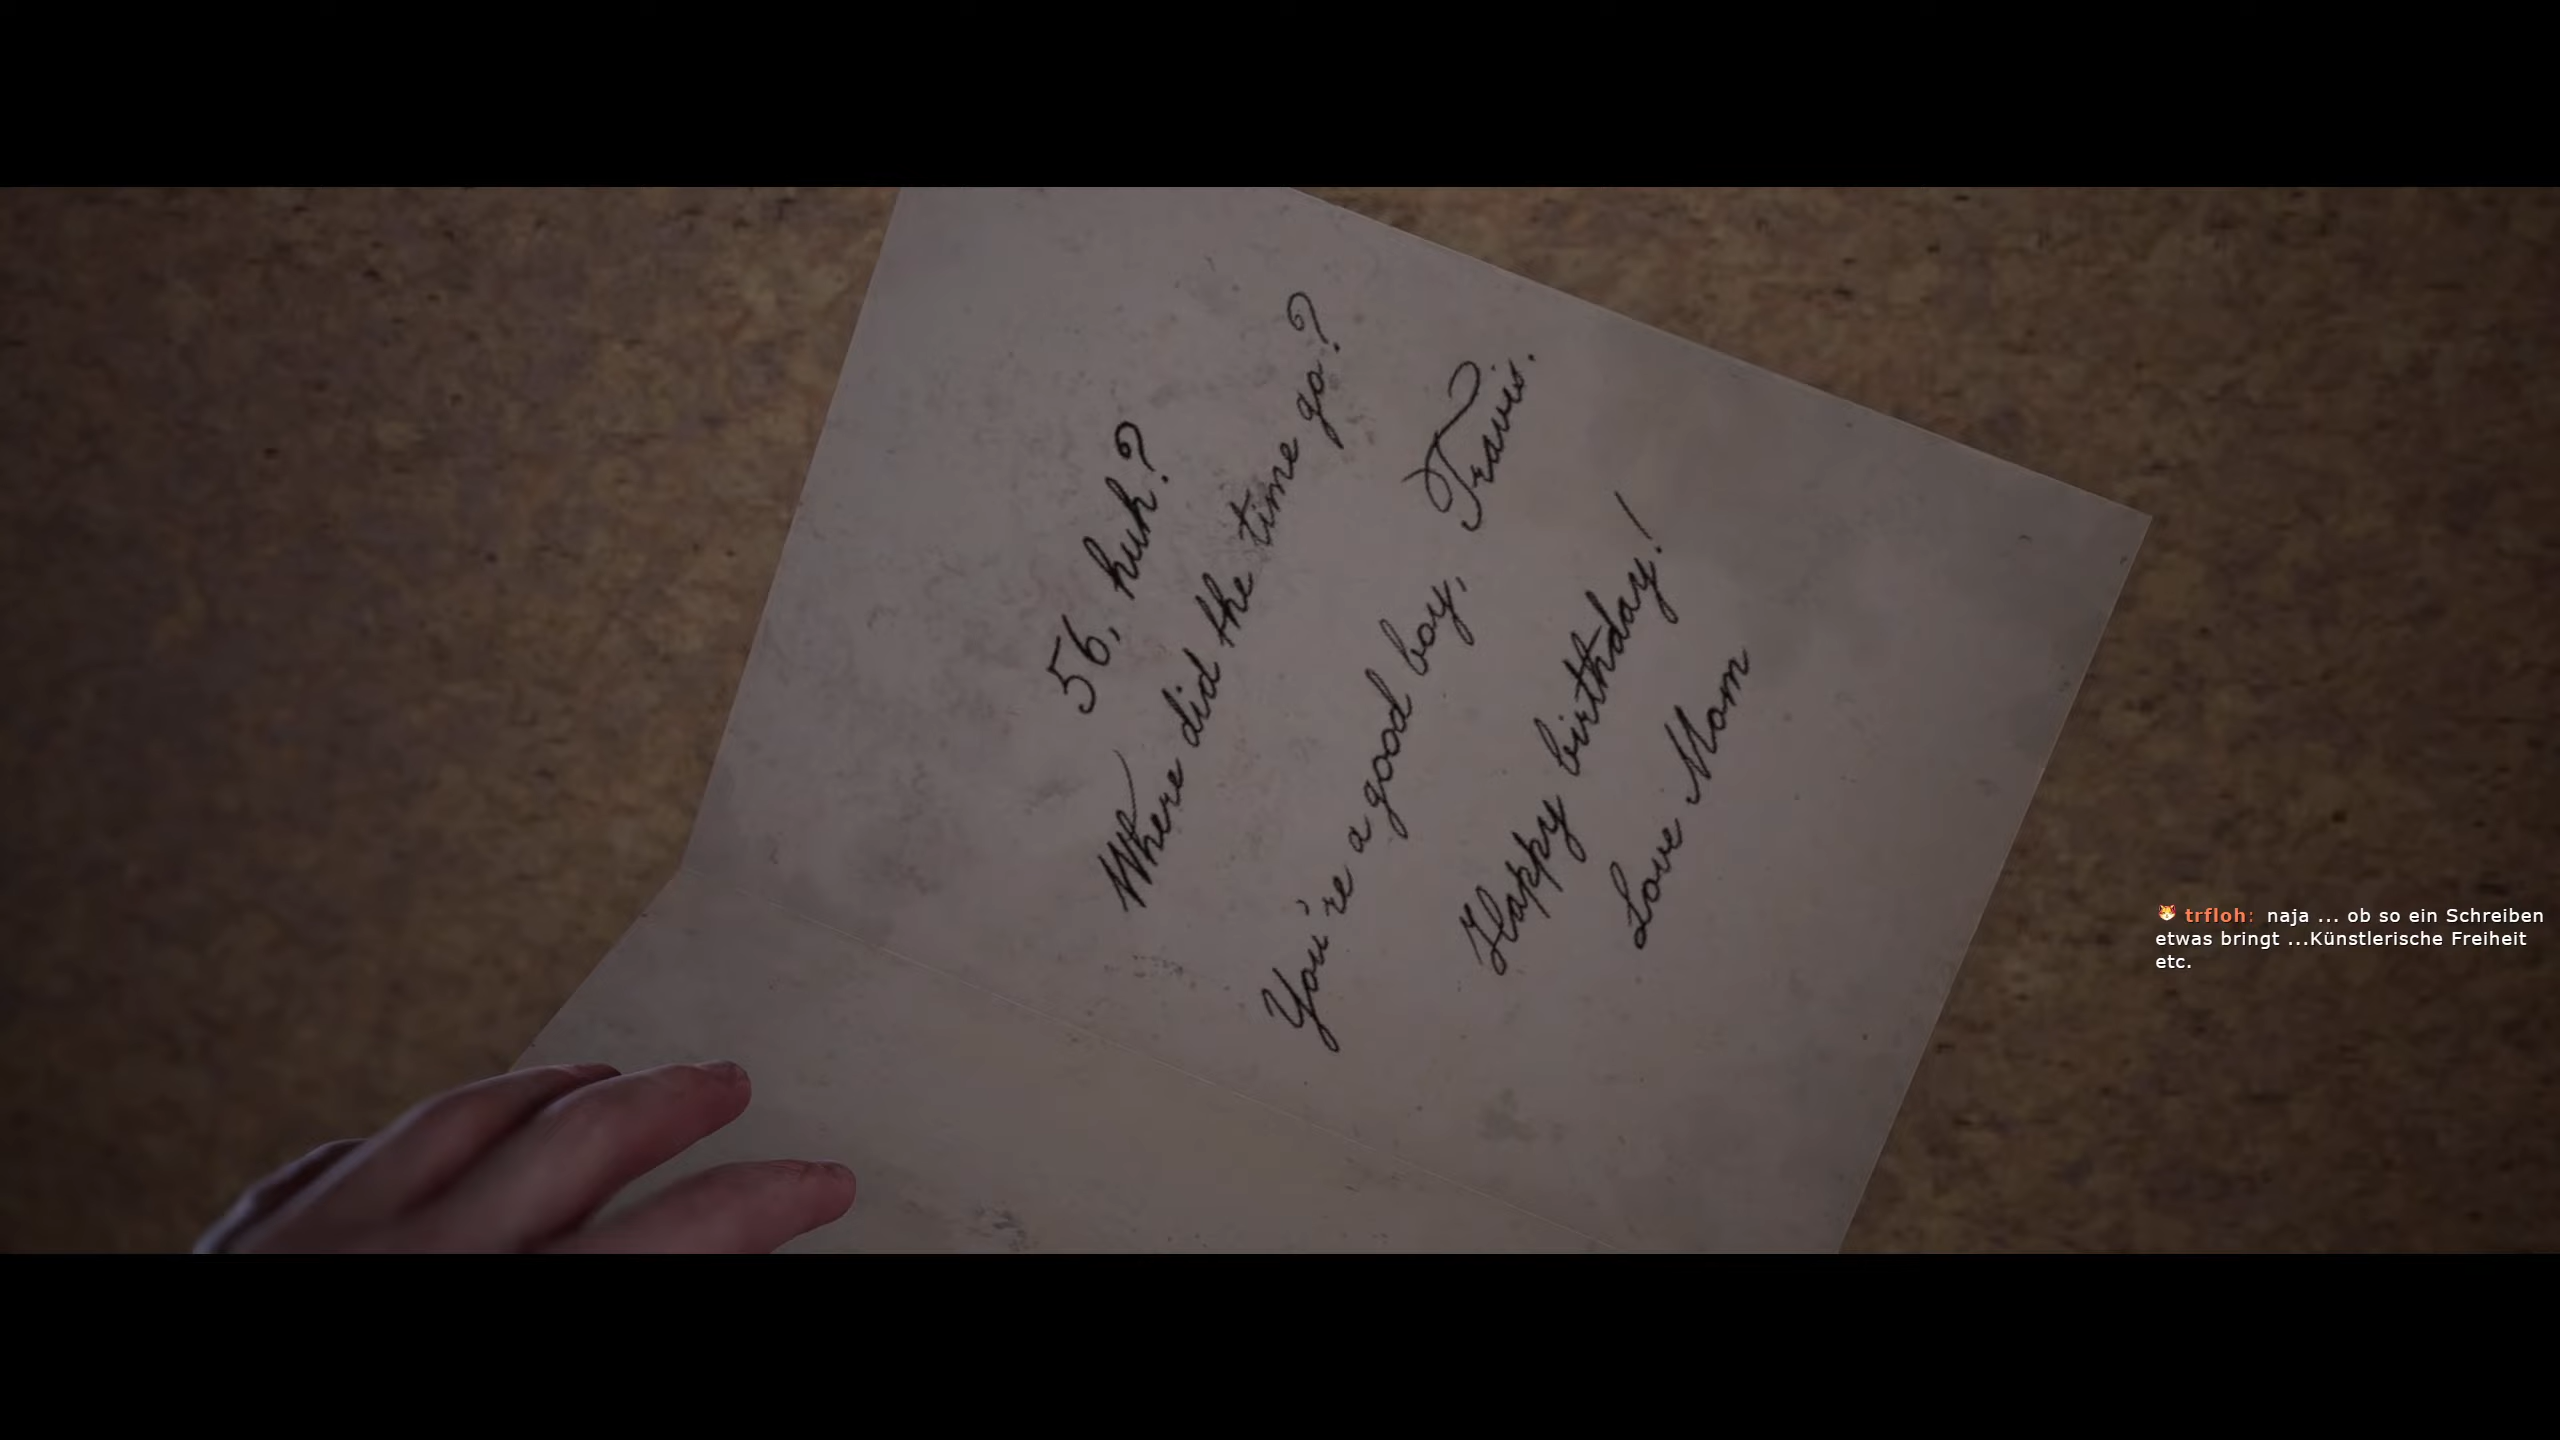 56, huh?
Where did the time go?
You're a good boy, Travis.
Happy birthday!
Love Mom
trfloh: naja ... ob so ein Schreiben
etwas bringt ...Künstlerische Freiheit
etc.